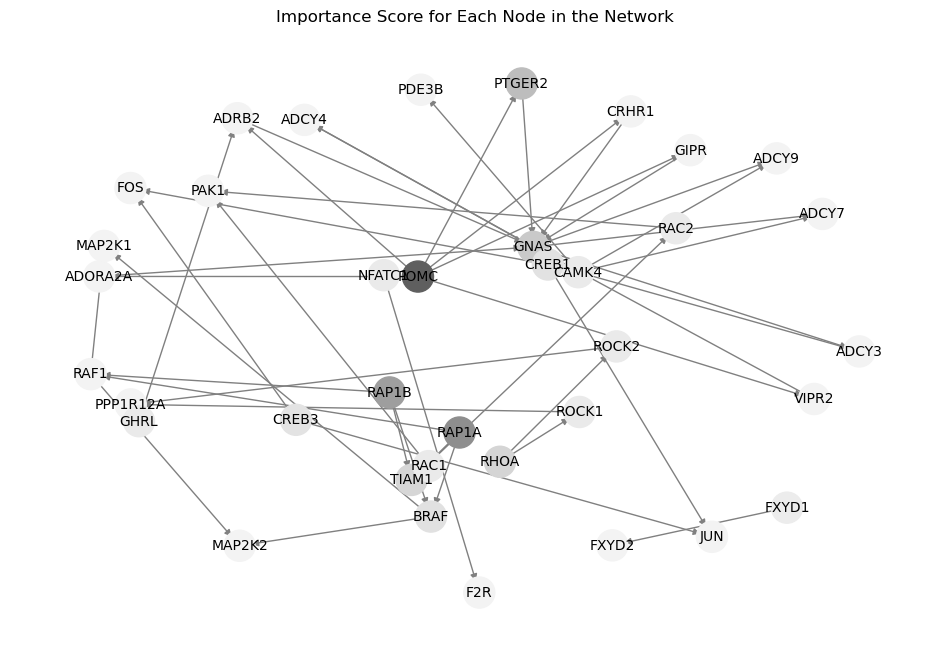 Importance Score for Each Node in the Network
PTGER2
PDE3B
CRHR1
ADRB2
ADCY4
GIPR
ADCY9
FOS
PAK1
ADCY7
RAC2
MAP2K1
GNAS
CREB1
CAMK4
ADORA2A
NFATC1
POMC
ROCK2
ADCY3
RAF1
RAP1B
VIPR2
PPP1R12A
ROCK1
GHRL
CREB3
RAP1A
RHOA
RAC1
TIAM1
FXYD1
BRAF
JUN
MAP2K2
FXYD2
F2R